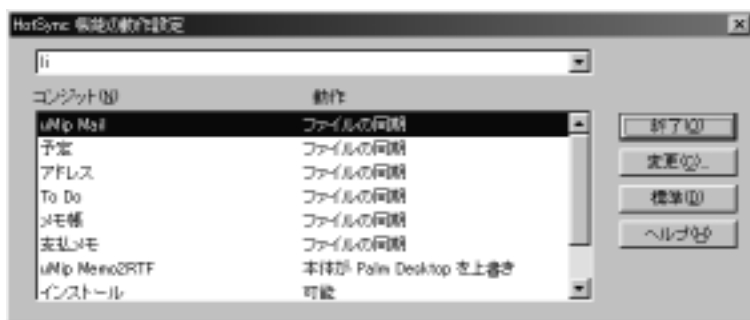 HotSync 機能の動作設定
li
コンジット(N) 動作
uMip Mail ファイルの同期
予定 ファイルの同期
アドレス ファイルの同期
To Do ファイルの同期
メモ帳 ファイルの同期
支払メモ ファイルの同期
uMip Memo2RTF 本体が Palm Desktop を上書き
インストール 可能
終了(O)
変更(C)...
標準(D)
ヘルプ(H)